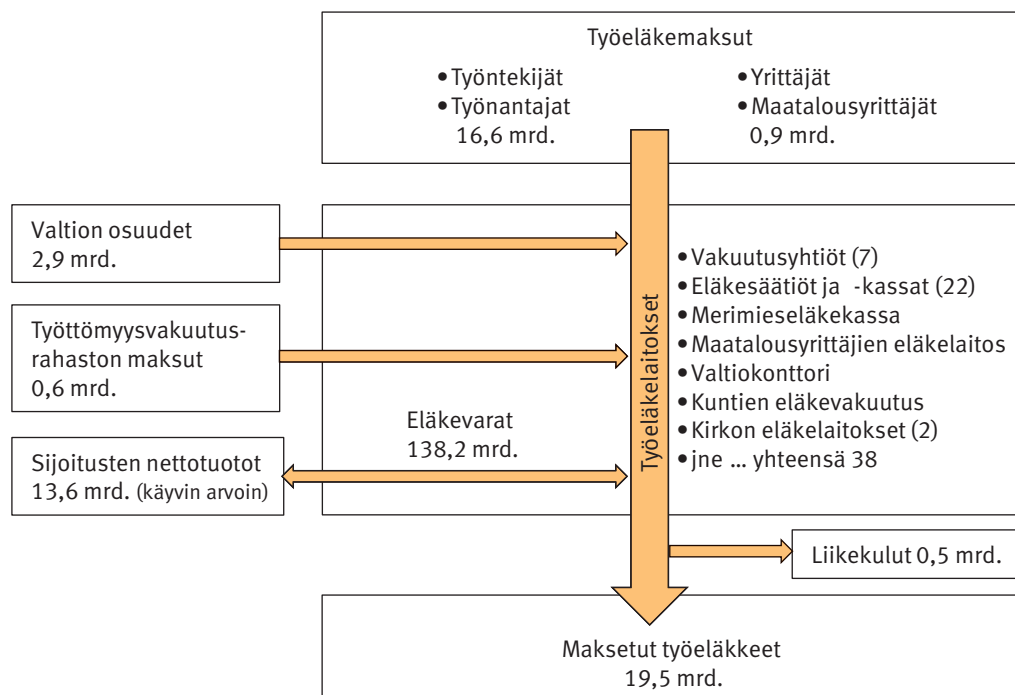 Työeläkemaksut
• Työntekijät
• Työnantajat
16,6 mrd.
• Yrittäjät
• Maatalousyrittäjät
0,9 mrd.
Valtion osuudet
2,9 mrd.
Työttömyysvakuutus-
rahaston maksut
0,6 mrd.
Sijoitusten nettotuotot
13,6 mrd. (käyvin arvoin)
Eläkevarat
138,2 mrd.
Työeläkelaitokset
• Vakuutusyhtiöt (7)
• Eläkesäätiöt ja -kassat (22)
• Merimieseläkekassa
• Maatalousyrittäjien eläkelaitos
• Valtiokonttori
• Kuntien eläkevakuutus
• Kirkon eläkelaitokset (2)
• jne ... yhteensä 38
Liikekulut 0,5 mrd.
Maksetut työeläkkeet
19,5 mrd.